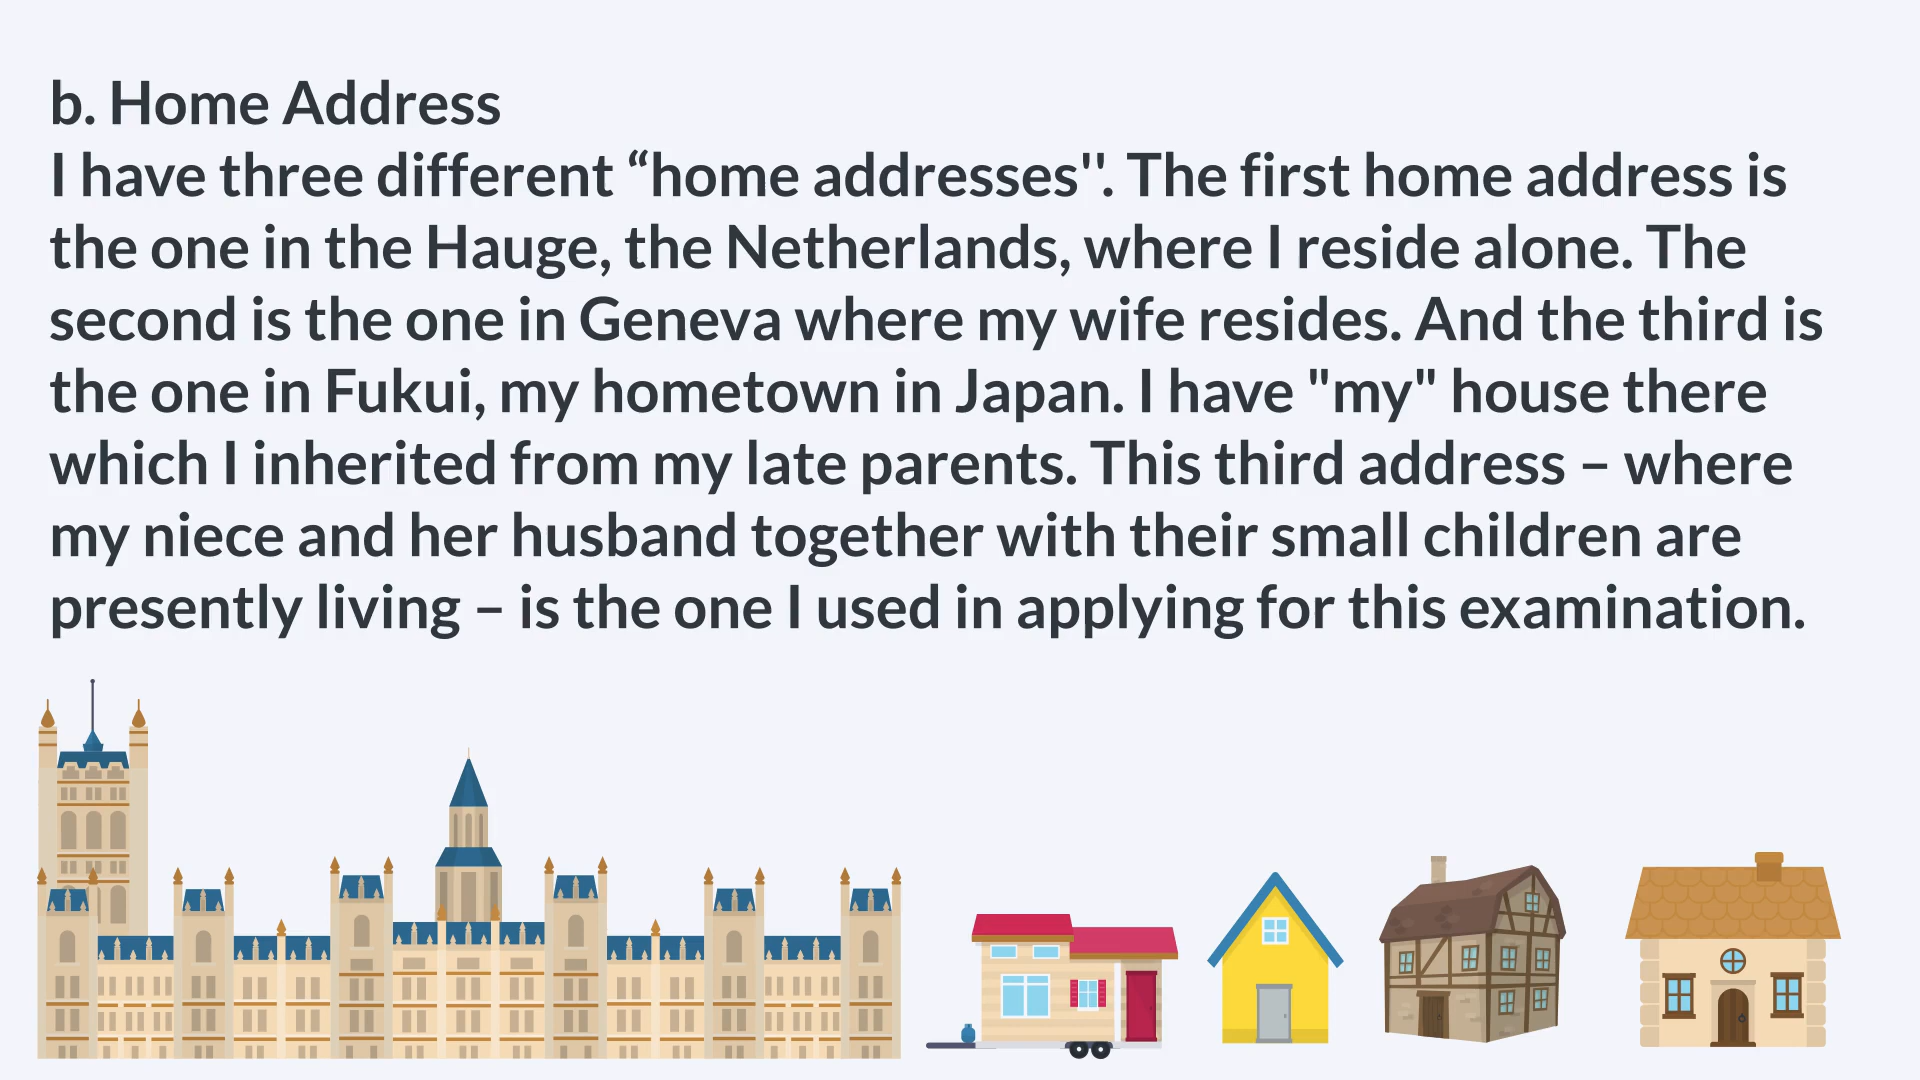 b. Home Address
I have three different “home addresses''. The first home address is
the one in the Hauge, the Netherlands, where I reside alone. The
second is the one in Geneva where my wife resides. And the third is
the one in Fukui, my hometown in Japan. I have "my" house there
which I inherited from my late parents. This third address – where
my niece and her husband together with their small children are
presently living – is the one I used in applying for this examination.